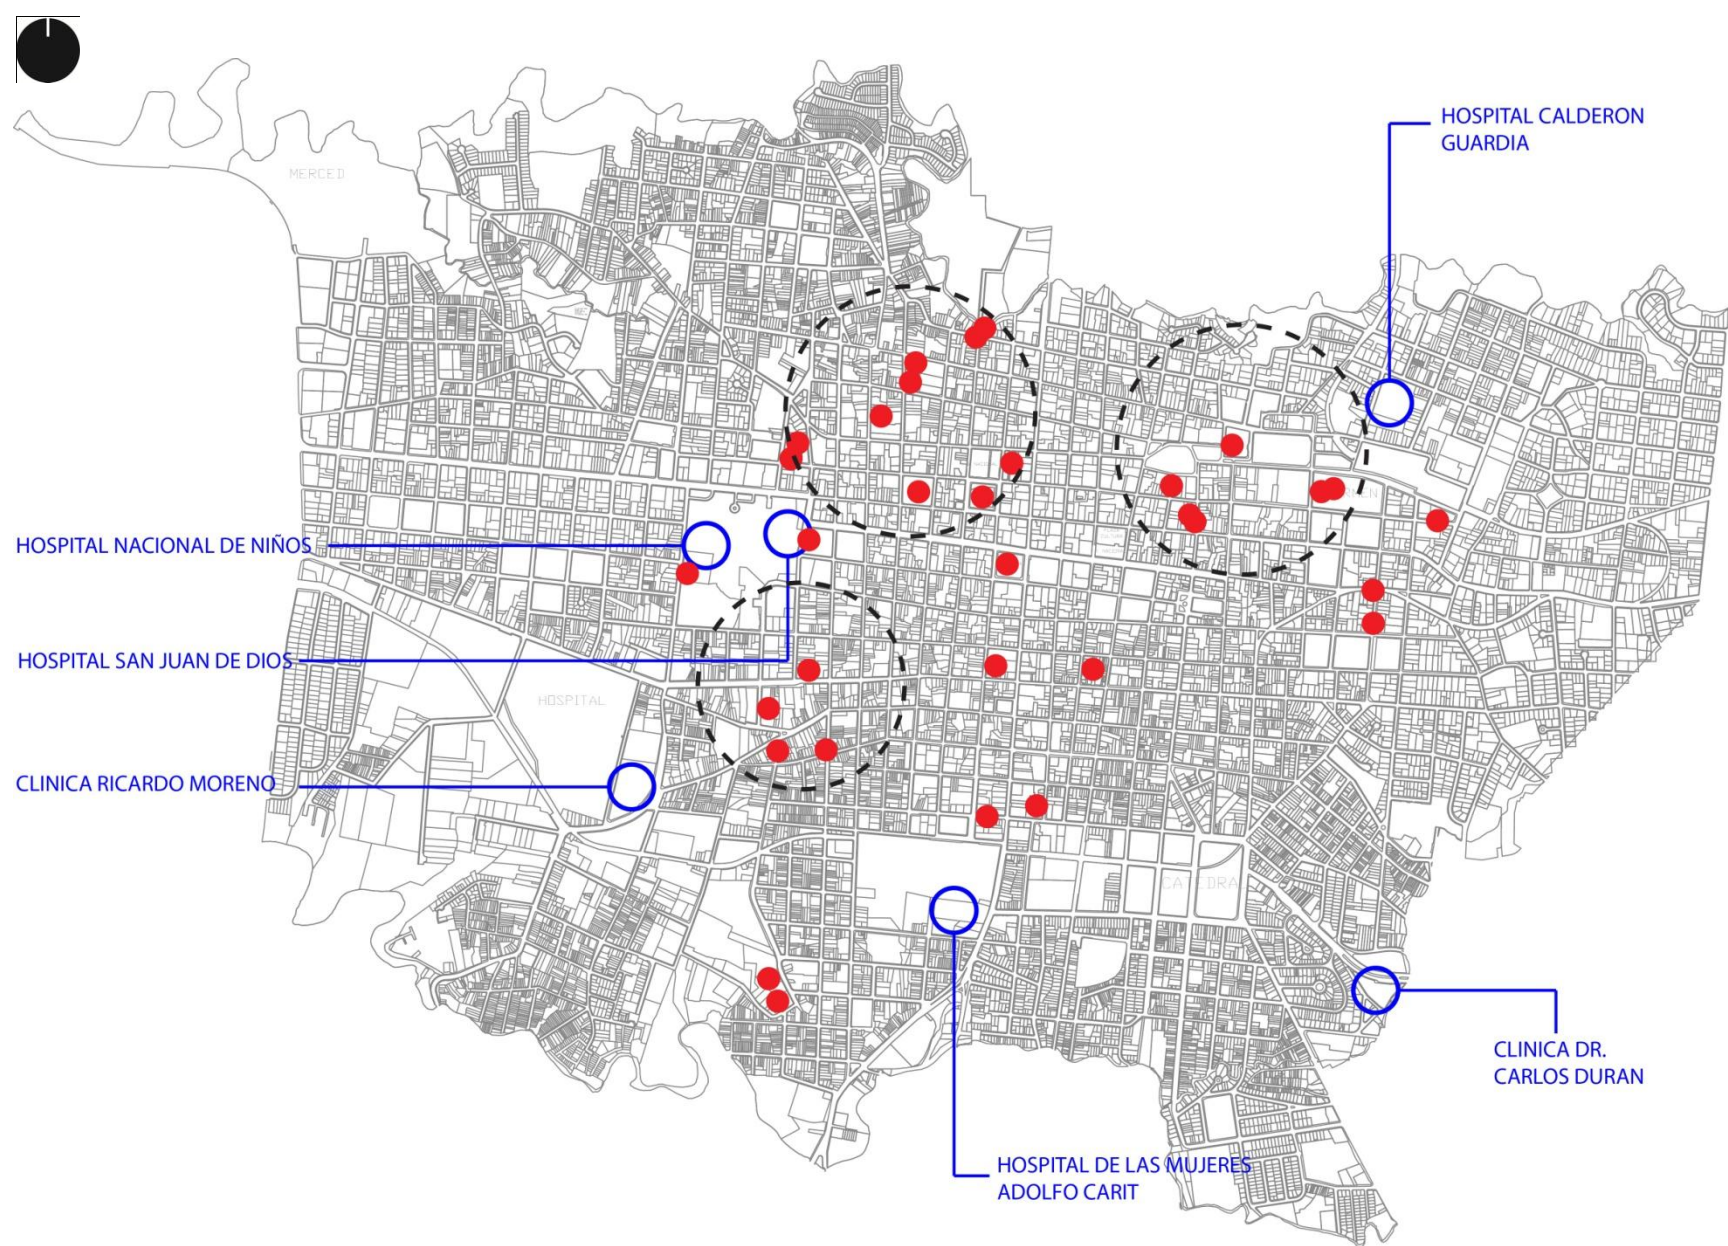 HOSPITAL CALDERON
GUARDIA
MERCED
HOSPITAL NACIONAL DE NIÑOS
HOSPITAL SAN JUAN DE DIOS
HOSPITAL
CLINICA RICARDO MORENO
CATEDRAL
CLINICA DR.
CARLOS DURAN
HOSPITAL DE LAS MUJERES
ADOLFO CARIT